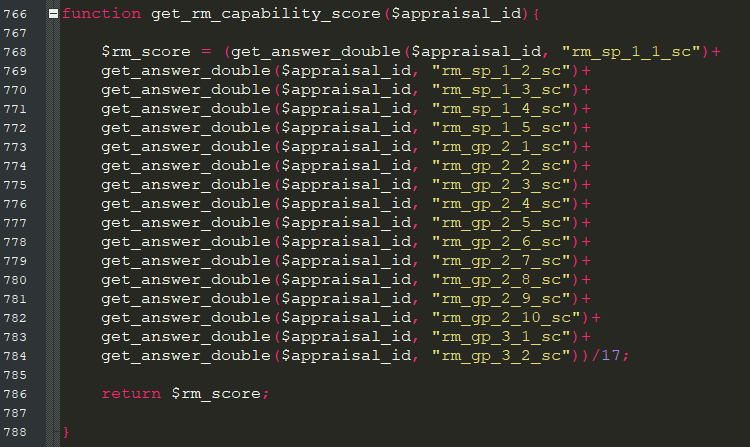 766 function get_rm_capability_score($appraisal_id){
767
768 $rm_score = (get_answer_double($appraisal_id, "rm_sp_1_1_sc")+
769 get_answer_double($appraisal_id, "rm_sp_1_2_sc")+
770 get_answer_double($appraisal_id, "rm_sp_1_3_sc")+
771 get_answer_double($appraisal_id, "rm_sp_1_4_sc")+
772 get_answer_double($appraisal_id, "rm_sp_1_5_sc")+
773 get_answer_double($appraisal_id, "rm_gp_2_1_sc")+
774 get_answer_double($appraisal_id, "rm_gp_2_2_sc")+
775 get_answer_double($appraisal_id, "rm_gp_2_3_sc")+
776 get_answer_double($appraisal_id, "rm_gp_2_4_sc")+
777 get_answer_double($appraisal_id, "rm_gp_2_5_sc")+
778 get_answer_double($appraisal_id, "rm_gp_2_6_sc")+
779 get_answer_double($appraisal_id, "rm_gp_2_7_sc")+
780 get_answer_double($appraisal_id, "rm_gp_2_8_sc")+
781 get_answer_double($appraisal_id, "rm_gp_2_9_sc")+
782 get_answer_double($appraisal_id, "rm_gp_2_10_sc")+
783 get_answer_double($appraisal_id, "rm_gp_3_1_sc")+
784 get_answer_double($appraisal_id, "rm_gp_3_2_sc"))/17;
785
786 return $rm_score;
787
788 }